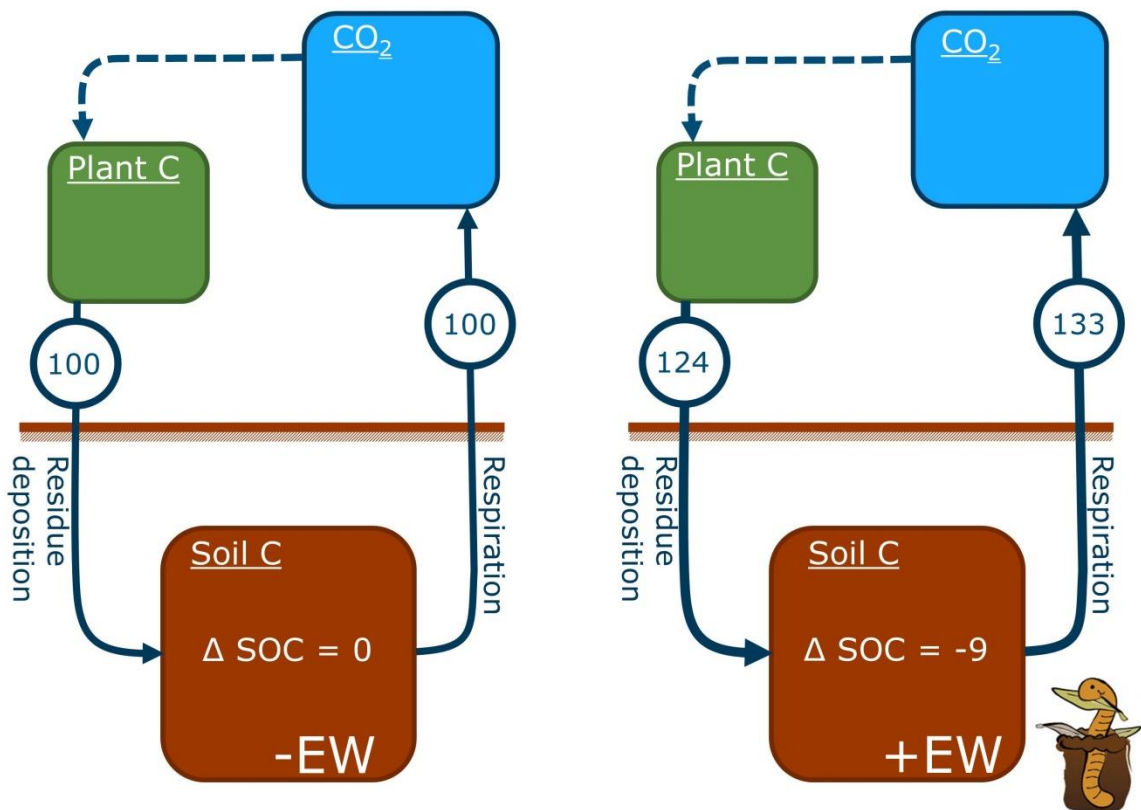 CO2
Plant C
100
100
Residue
deposition
Respiration
Soil C
Δ SOC = 0
-EW
CO2
Plant C
124
133
Residue
deposition
Respiration
Soil C
Δ SOC = -9
+EW